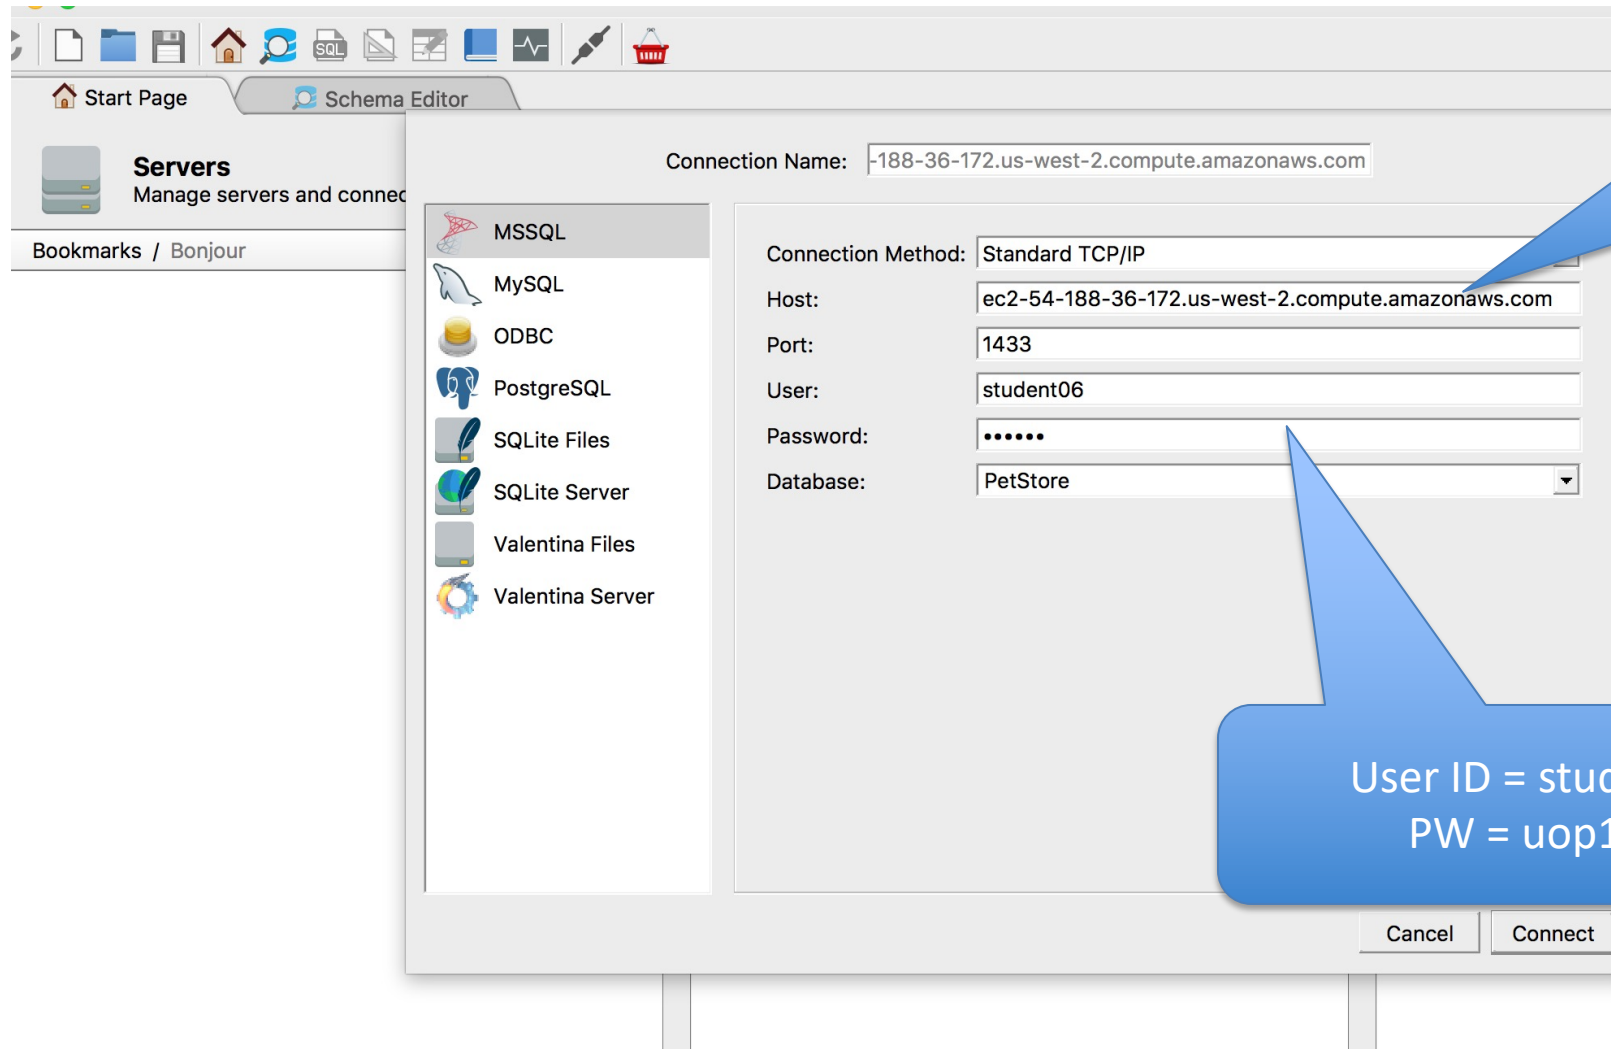 SQL
Start Page
Schema Editor
Servers
Manage servers and connec
Bookmarks / Bonjour
Connection Name: -188-36-172.us-west-2.compute.amazonaws.com
MSSQL
MySQL
ODBC
PostgreSQL
SQLite Files
SQLite Server
Valentina Files
Valentina Server
Connection Method: Standard TCP/IP
Host: ec2-54-188-36-172.us-west-2.compute.amazonaws.com
Port: 1433
User: student06
Password: ••••••
Database: PetStore
User ID = stud
PW = uop1
Cancel
Connect